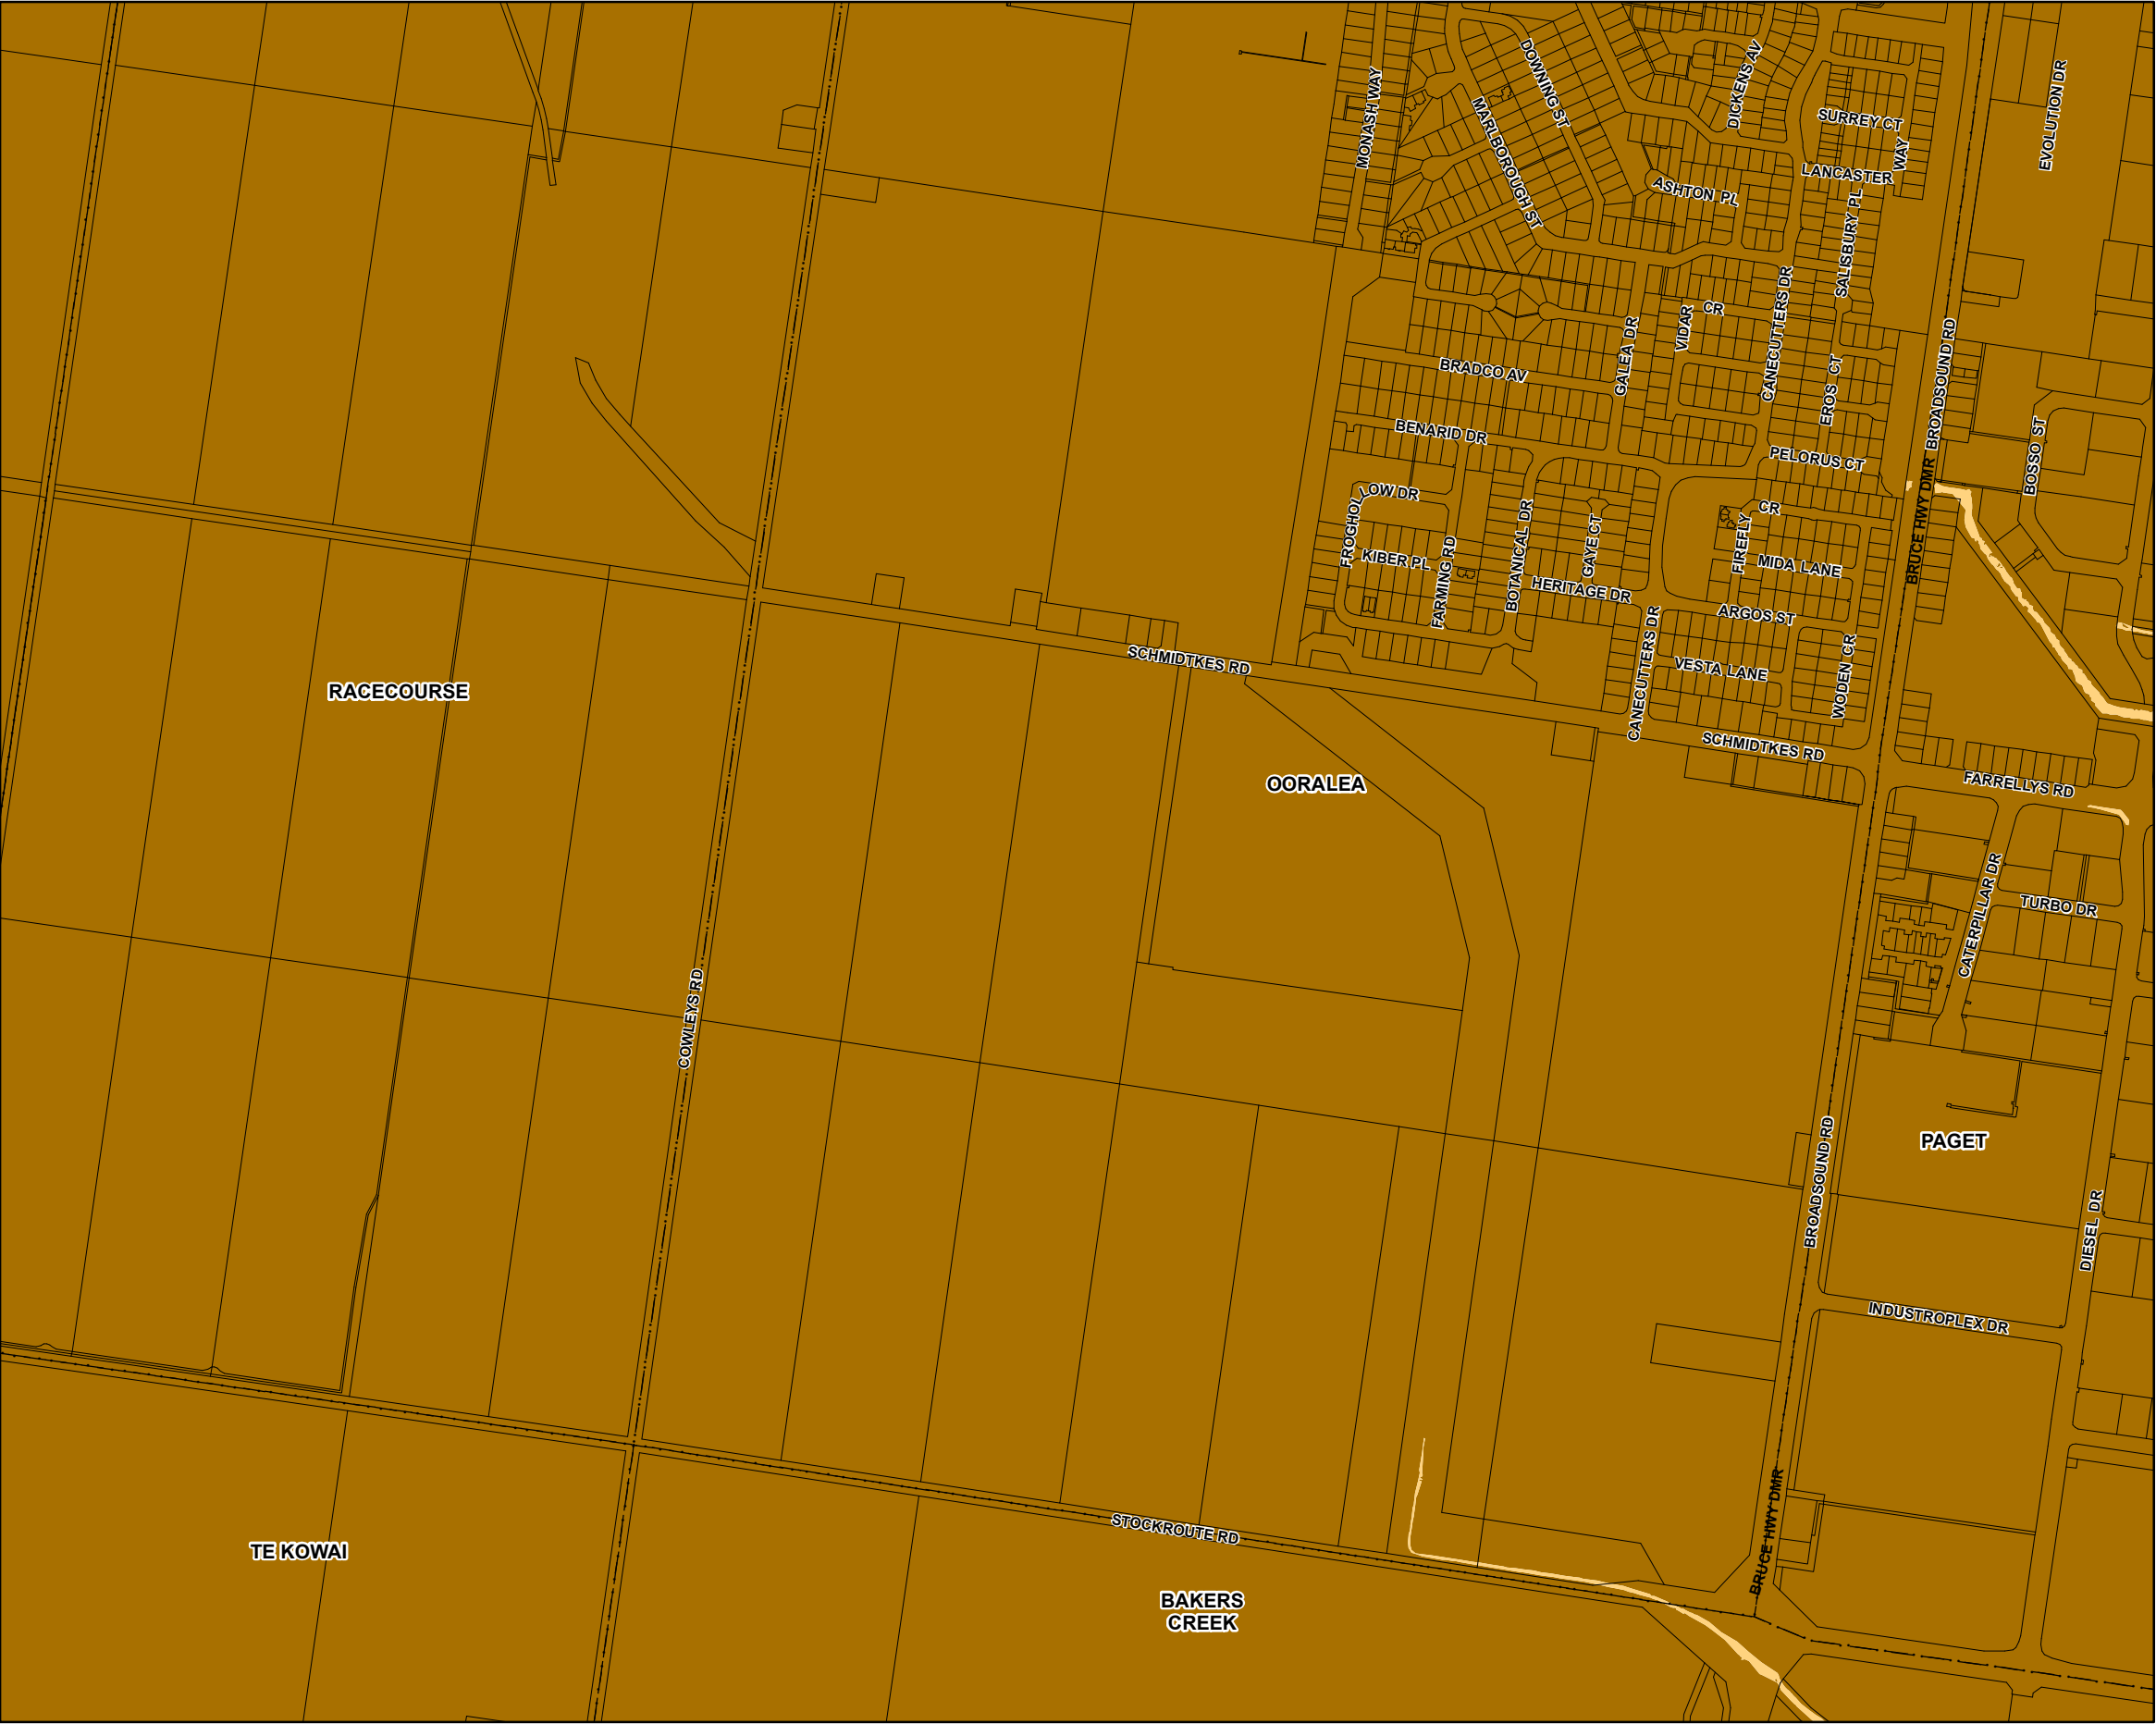 MONASH WAY
DOWNING ST
MARLBOROUGH ST
DICKENS AV
SURREY CT
WAY
LANCASTER
EVOLUTION DR
ASHTON PL
SALISBURY PL
CANECUTTERS DR
VIDAR
CR
GALEA DR
BRADCO AV
EROS CT
BROADSOUND RD
BENARID DR
PELORUS CT
BOSSO ST
BRUCE HWY DMR
FROGHOL
LOW DR
KIBER PL
FARMING RD
BOTANICAL DR
GAYE CT
HERITAGE DR
FIREFLY
CR
MIDA LANE
ARGOS ST
CANECUTTERS DR
VESTA LANE
WODEN CR
SCHMIDTKES RD
RACECOURSE
OORALEA
SCHMIDTKES RD
FARRELLYS RD
CATERPILLAR DR
TURBO DR
COWLEYS RD
BROADSOUND RD
PAGET
DIESEL DR
INDUSTROPLEX DR
BRUCE HWY DMR
STOCKROUTE RD
TE KOWAI
BAKERS
CREEK